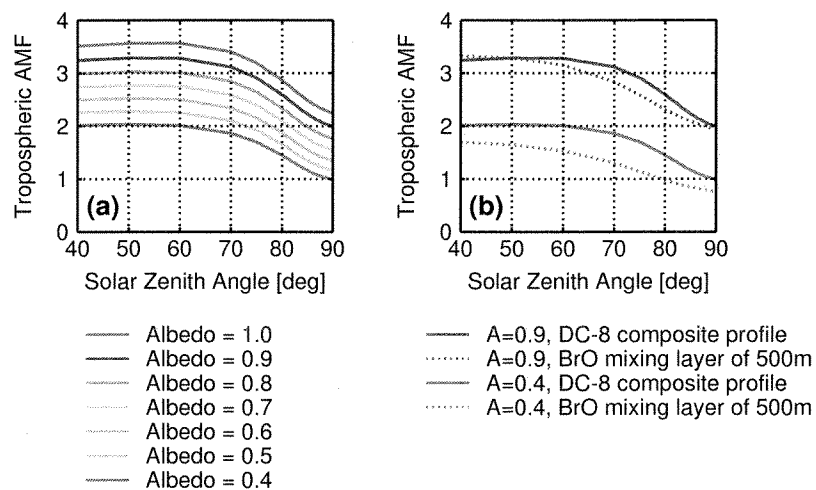 Tropospheric AMF
4
3
2
1
0
(a)
40 50 60 70 80 90
Solar Zenith Angle [deg]
Albedo = 1.0
Albedo = 0.9
Albedo = 0.8
Albedo = 0.7
Albedo = 0.6
Albedo = 0.5
Albedo = 0.4
Tropospheric AMF
4
3
2
1
0
(b)
40 50 60 70 80 90
Solar Zenith Angle [deg]
A=0.9, DC-8 composite profile
A=0.9, BrO mixing layer of 500m
A=0.4, DC-8 composite profile
A=0.4, BrO mixing layer of 500m